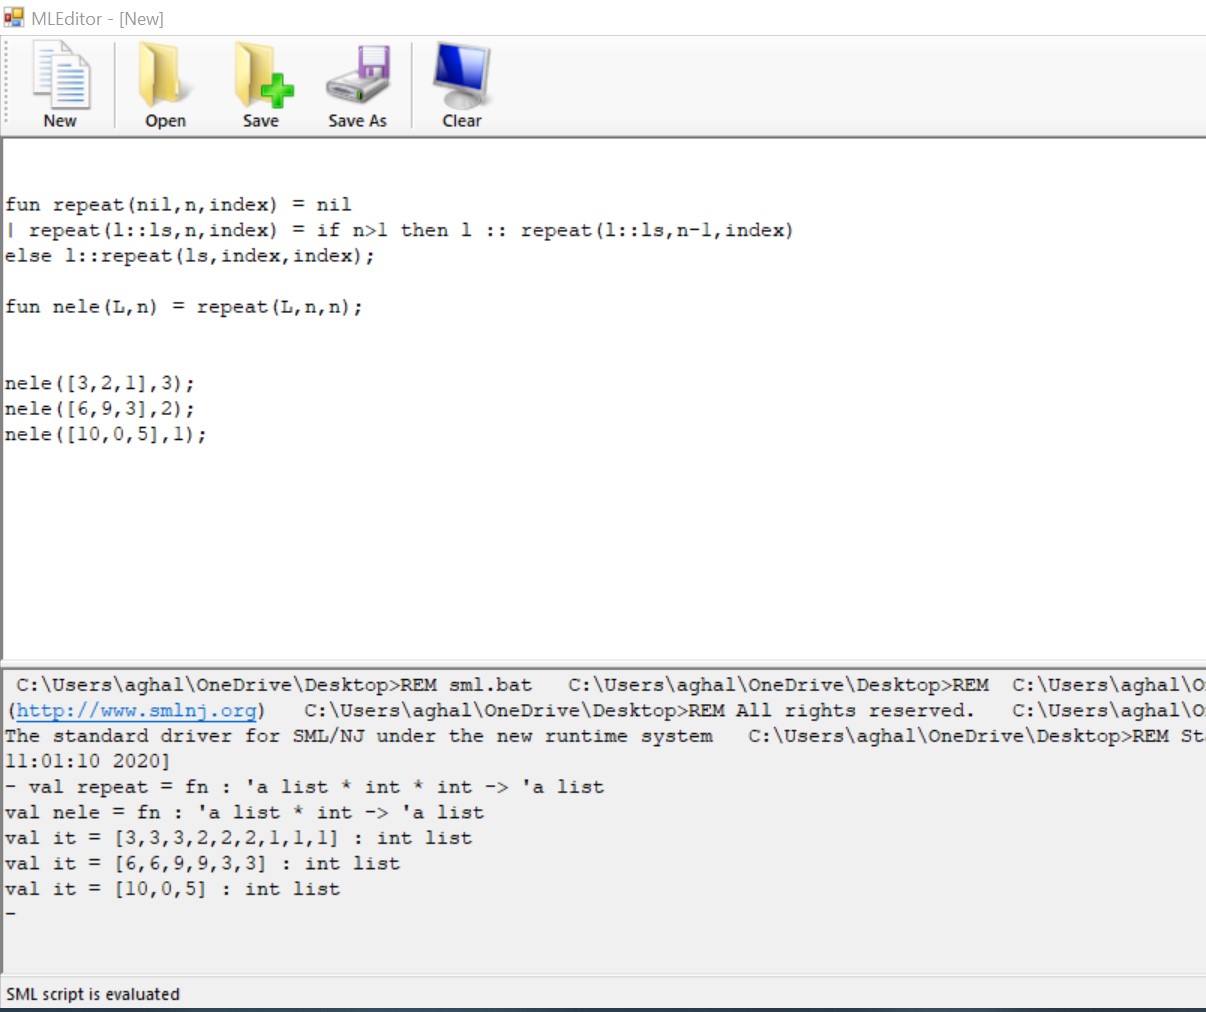 MLEditor - [New]
New Open Save Save As Clear
fun repeat(nil,n,index) = nil
| repeat(l::ls,n,index) = if n>1 then l :: repeat(l::ls,n-1,index)
else l::repeat(ls,index,index);
fun nele(L,n) = repeat(L,n,n);
nele([3,2,1],3);
nele([6,9,3],2);
nele([10,0,5],1);
C:\Users\aghal\OneDrive\Desktop>REM sml.bat C:\Users\aghal\OneDrive\Desktop>REM C:\Users\aghal\O
(http://www.smlnj.org) C:\Users\aghal\OneDrive\Desktop>REM All rights reserved. C:\Users\aghal\O
The standard driver for SML/NJ under the new runtime system C:\Users\aghal\OneDrive\Desktop>REM Sta
11:01:10 2020]
- val repeat = fn : 'a list * int * int -> 'a list
val nele = fn : 'a list * int -> 'a list
val it = [3,3,3,2,2,2,1,1,1] : int list
val it = [6,6,9,9,3,3] : int list
val it = [10,0,5] : int list
-
SML script is evaluated